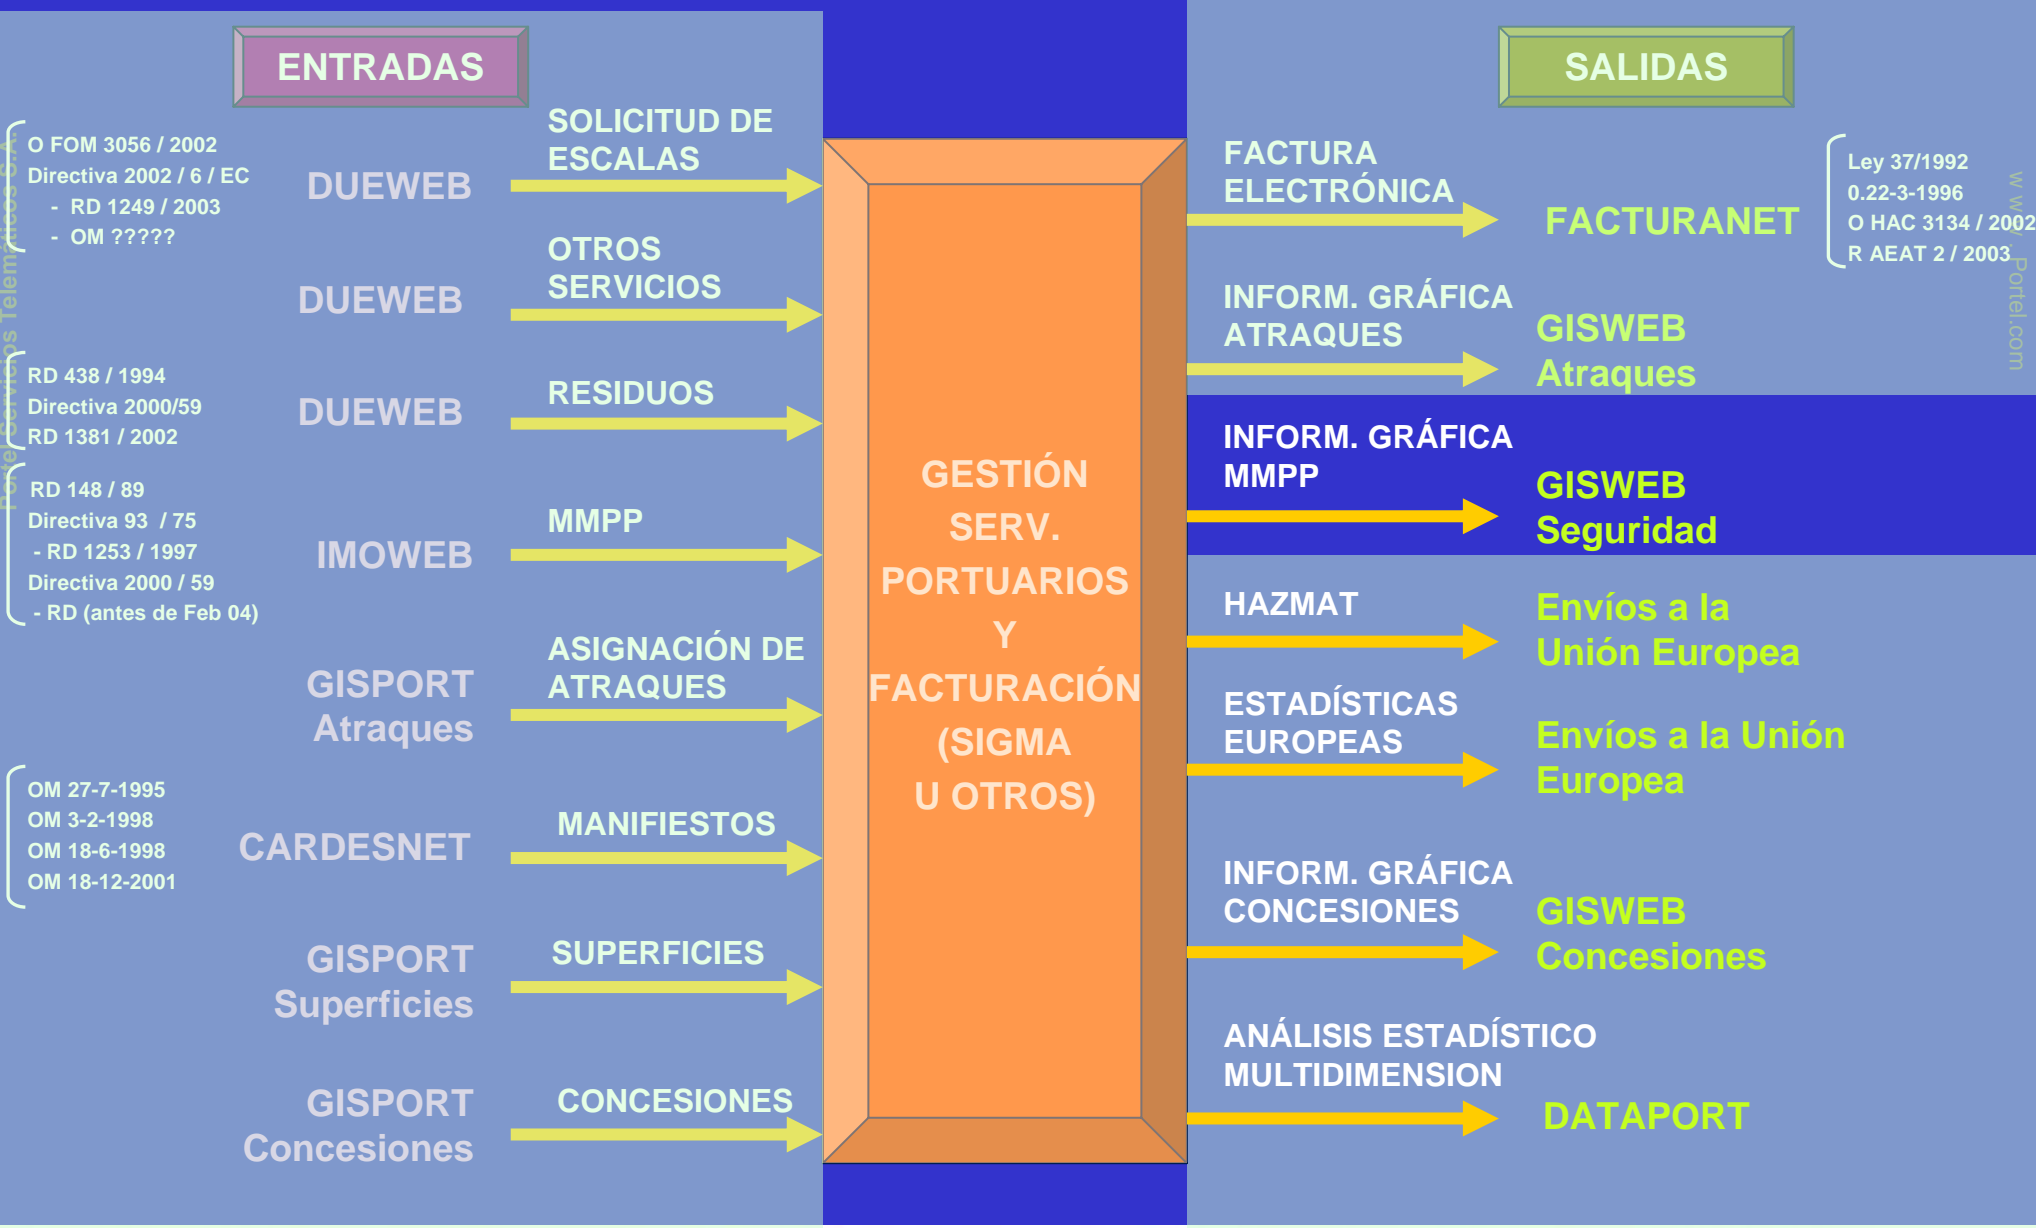 ENTRADAS
O FOM 3056 / 2002
Directiva 2002 / 6 / EC
- RD 1249 / 2003
- OM ?????
DUEWEB
SOLICITUD DE
ESCALAS
DUEWEB
OTROS
SERVICIOS
RD 438 / 1994
Directiva 2000/59
RD 1381 / 2002
DUEWEB
RESIDUOS
RD 148 / 89
Directiva 93 / 75
- RD 1253 / 1997
Directiva 2000 / 59
- RD (antes de Feb 04)
IMOWEB
MMPP
GISPORT
Atraques
ASIGNACIÓN DE
ATRAQUES
OM 27-7-1995
OM 3-2-1998
OM 18-6-1998
OM 18-12-2001
CARDESNET
MANIFIESTOS
GISPORT
Superficies
SUPERFICIES
GISPORT
Concesiones
CONCESIONES
GESTIÓN
SERV.
PORTUARIOS
Y
FACTURACIÓN
(SIGMA
U OTROS)
SALIDAS
FACTURA
ELECTRÓNICA
FACTURANET
Ley 37/1992
0.22-3-1996
O HAC 3134 / 2002
R AEAT 2 / 2003
INFORM. GRÁFICA
ATRAQUES
GISWEB
Atraques
INFORM. GRÁFICA
MMPP
GISWEB
Seguridad
HAZMAT
Envíos a la
Unión Europea
ESTADÍSTICAS
EUROPEAS
Envíos a la Unión
Europea
INFORM. GRÁFICA
CONCESIONES
GISWEB
Concesiones
ANÁLISIS ESTADÍSTICO
MULTIDIMENSION
DATAPORT
Portel Servicios Telemáticos S.A.
w ww . Portel.com